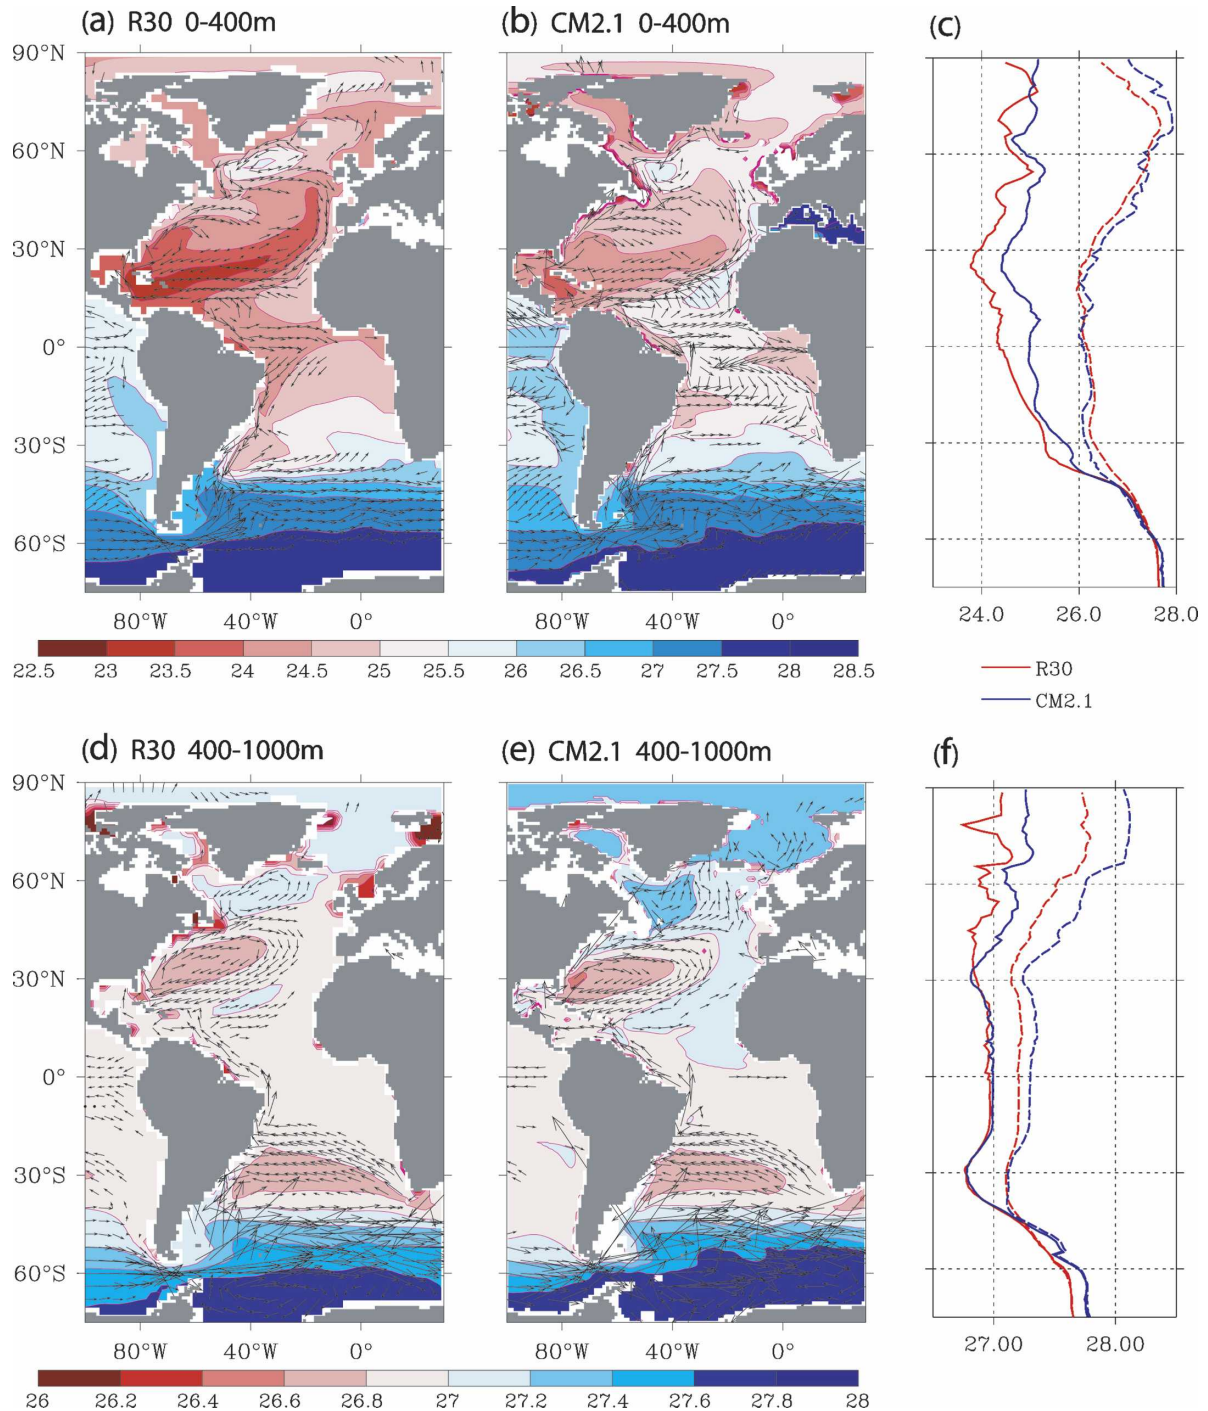 (a) R30 0-400m
(b) CM2.1 0-400m
(c)
90°N
60°N
30°N
0°
30°S
60°S
80°W 40°W 0°
80°W 40°W 0°
24.0 26.0 28.0
22.5 23 23.5 24 24.5 25 25.5 26 26.5 27 27.5 28 28.5
R30
CM2.1
(d) R30 400-1000m
(e) CM2.1 400-1000m
(f)
90°N
60°N
30°N
0°
30°S
60°S
80°W 40°W 0°
80°W 40°W 0°
27.00 28.00
26 26.2 26.4 26.6 26.8 27 27.2 27.4 27.6 27.8 28